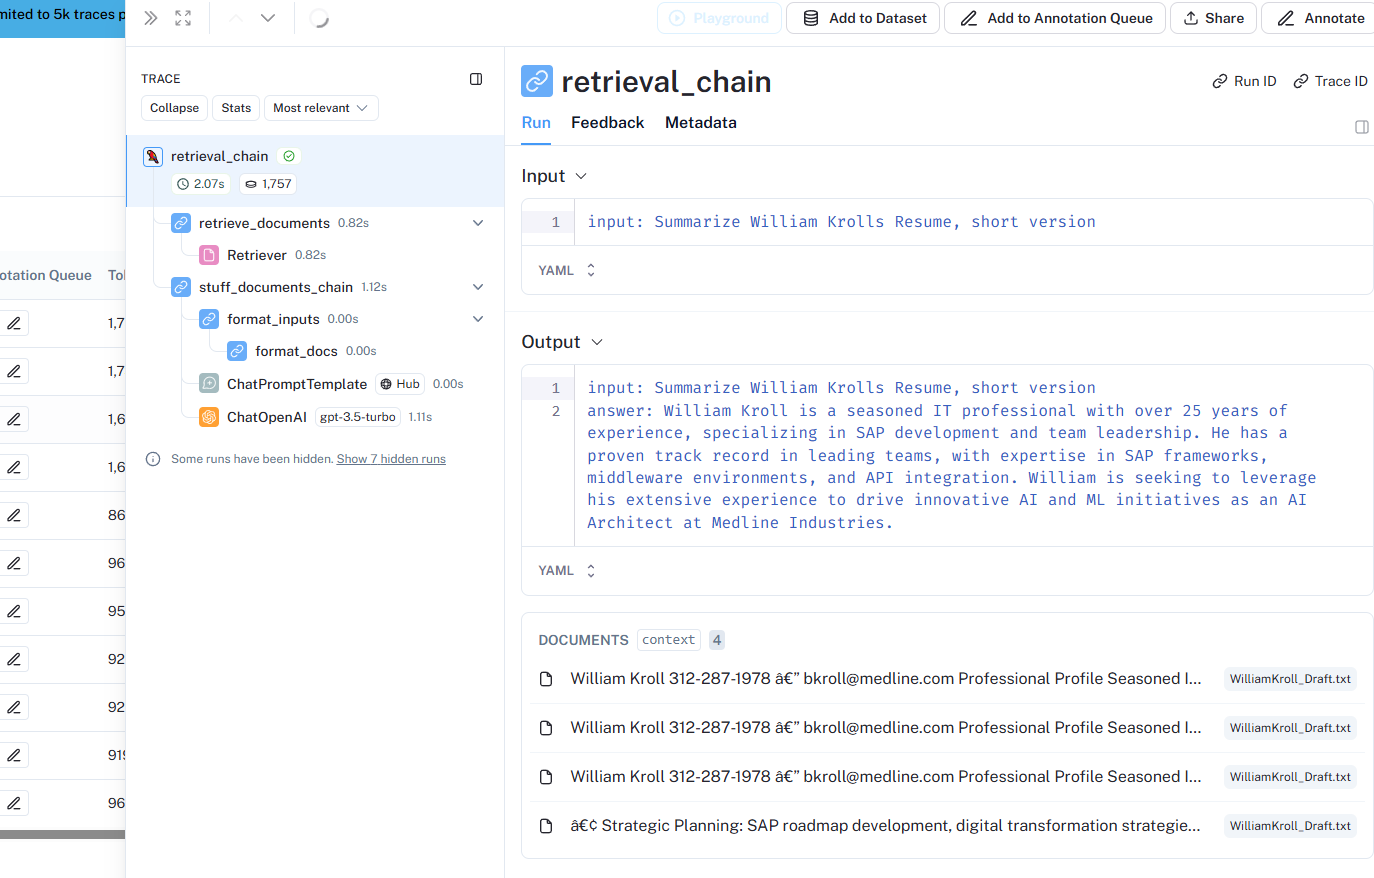 mited to 5k traces p
Playground
Add to Dataset
Add to Annotation Queue
Share
Annotate
TRACE
Collapse
Stats
Most relevant
retrieval_chain
2.07s
1,757
retrieve_documents 0.82s
Retriever 0.82s
stuff_documents_chain 1.12s
format_inputs 0.00s
format_docs 0.00s
ChatPromptTemplate Hub 0.00s
ChatOpenAI gpt-3.5-turbo 1.11s
Some runs have been hidden. Show 7 hidden runs
otation Queue Tol
1,7
1,7
1,6
1,6
86
96
95
92
92
919
96
retrieval_chain
Run ID
Trace ID
Run Feedback Metadata
Input
1 input: Summarize William Krolls Resume, short version
YAML
Output
1 input: Summarize William Krolls Resume, short version
2 answer: William Kroll is a seasoned IT professional with over 25 years of
experience, specializing in SAP development and team leadership. He has a
proven track record in leading teams, with expertise in SAP frameworks,
middleware environments, and API integration. William is seeking to leverage
his extensive experience to drive innovative AI and ML initiatives as an AI
Architect at Medline Industries.
YAML
DOCUMENTS context 4
William Kroll 312-287-1978 â€” bkroll@medline.com Professional Profile Seasoned I... WilliamKroll_Draft.txt
William Kroll 312-287-1978 â€” bkroll@medline.com Professional Profile Seasoned I... WilliamKroll_Draft.txt
William Kroll 312-287-1978 â€” bkroll@medline.com Professional Profile Seasoned I... WilliamKroll_Draft.txt
â€¢ Strategic Planning: SAP roadmap development, digital transformation strategie... WilliamKroll_Draft.txt